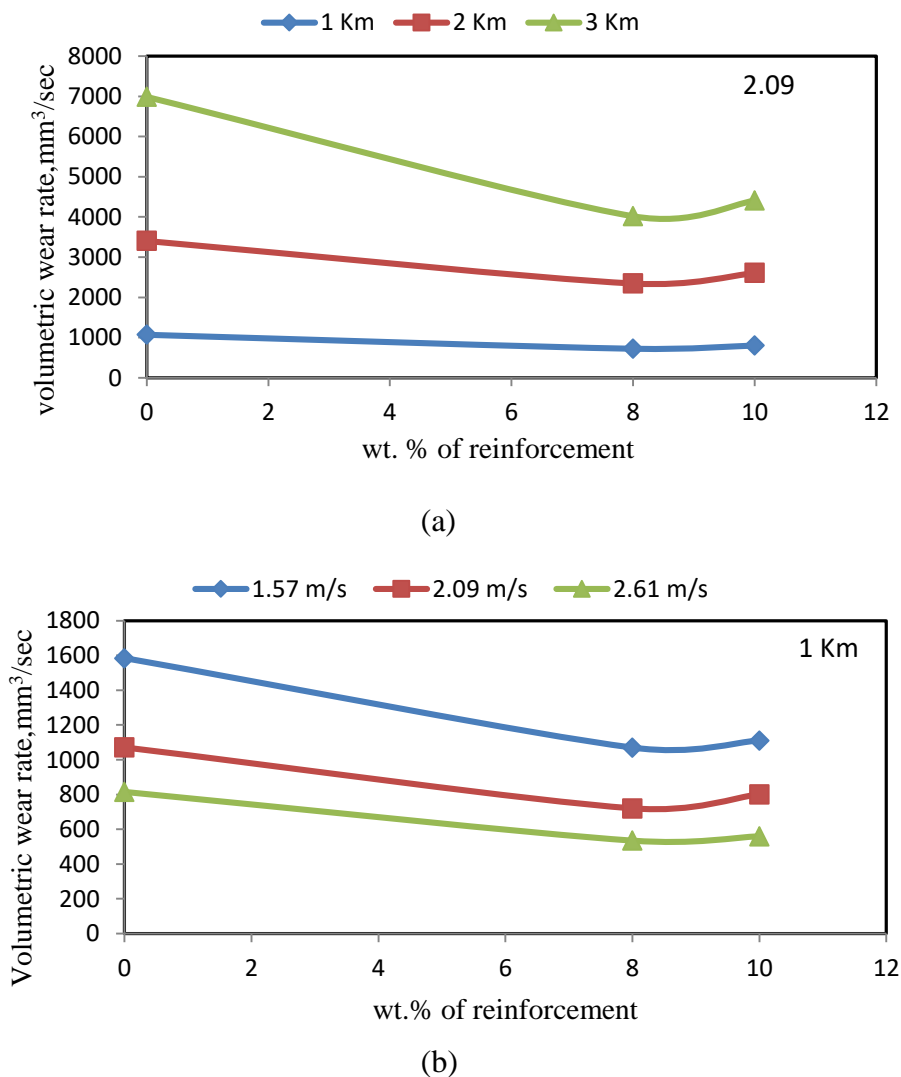 1 Km 2 Km 3 Km
8000
7000
6000
5000
4000
3000
2000
1000
0
volumetric wear rate,mm³/sec
2.09
0 2 4 6 8 10 12
wt. % of reinforcement
(a)
1.57 m/s 2.09 m/s 2.61 m/s
1800
1600
1400
1200
1000
800
600
400
200
0
Volumetric wear rate,mm³/sec
1 Km
0 2 4 6 8 10 12
wt.% of reinforcement
(b)